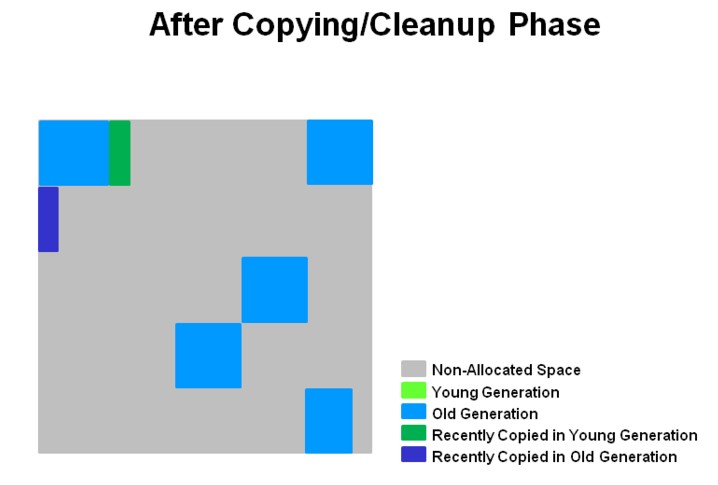 After Copying/Cleanup Phase
Non-Allocated Space
Young Generation
Old Generation
Recently Copied in Young Generation
Recently Copied in Old Generation